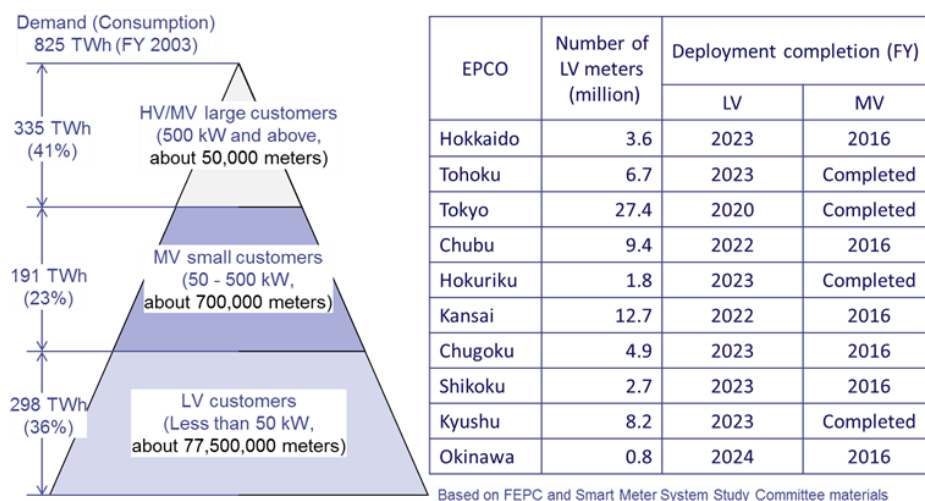 Demand (Consumption)
825 TWh (FY 2003)
335 TWh
(41%)
HV/MV large customers
(500 kW and above,
about 50,000 meters)
191 TWh
(23%)
MV small customers
(50 - 500 kW,
about 700,000 meters)
298 TWh
(36%)
LV customers
(Less than 50 kW,
about 77,500,000 meters)
EPCO Number of LV meters (million) Deployment completion (FY)
LV MV
Hokkaido 3.6 2023 2016
Tohoku 6.7 2023 Completed
Tokyo 27.4 2020 Completed
Chubu 9.4 2022 2016
Hokuriku 1.8 2023 Completed
Kansai 12.7 2022 2016
Chugoku 4.9 2023 2016
Shikoku 2.7 2023 2016
Kyushu 8.2 2023 Completed
Okinawa 0.8 2024 2016
Based on FEPC and Smart Meter System Study Committee materials